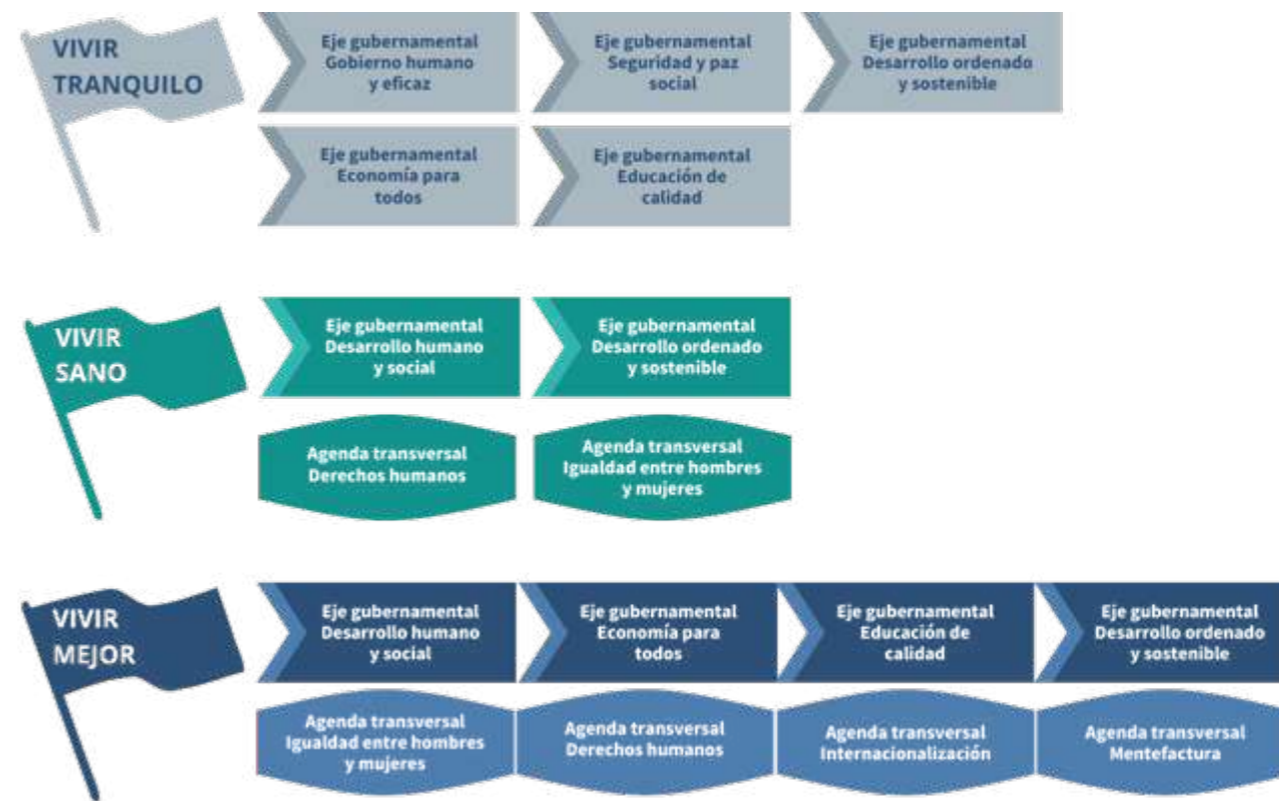 VIVIR
TRANQUILO
Eje gubernamental
Gobierno humano
y eficaz
Eje gubernamental
Seguridad y paz
social
Eje gubernamental
Desarrollo ordenado
y sostenible
Eje gubernamental
Economía para
todos
Eje gubernamental
Educación de
calidad
VIVIR
SANO
Eje gubernamental
Desarrollo humano
y social
Eje gubernamental
Desarrollo ordenado
y sostenible
Agenda transversal
Derechos humanos
Agenda transversal
Igualdad entre hombres
y mujeres
VIVIR
MEJOR
Eje gubernamental
Desarrollo humano
y social
Eje gubernamental
Economía para
todos
Eje gubernamental
Educación de
calidad
Eje gubernamental
Desarrollo ordenado
y sostenible
Agenda transversal
Igualdad entre hombres
y mujeres
Agenda transversal
Derechos humanos
Agenda transversal
Internacionalización
Agenda transversal
Mentefactura